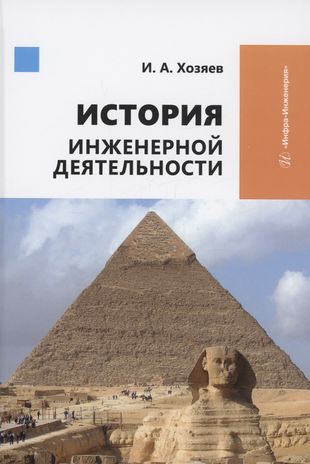 И. А. Хозяев
ИСТОРИЯ
ИНЖЕНЕРНОЙ
ДЕЯТЕЛЬНОСТИ
«Инфра-Инженерия»